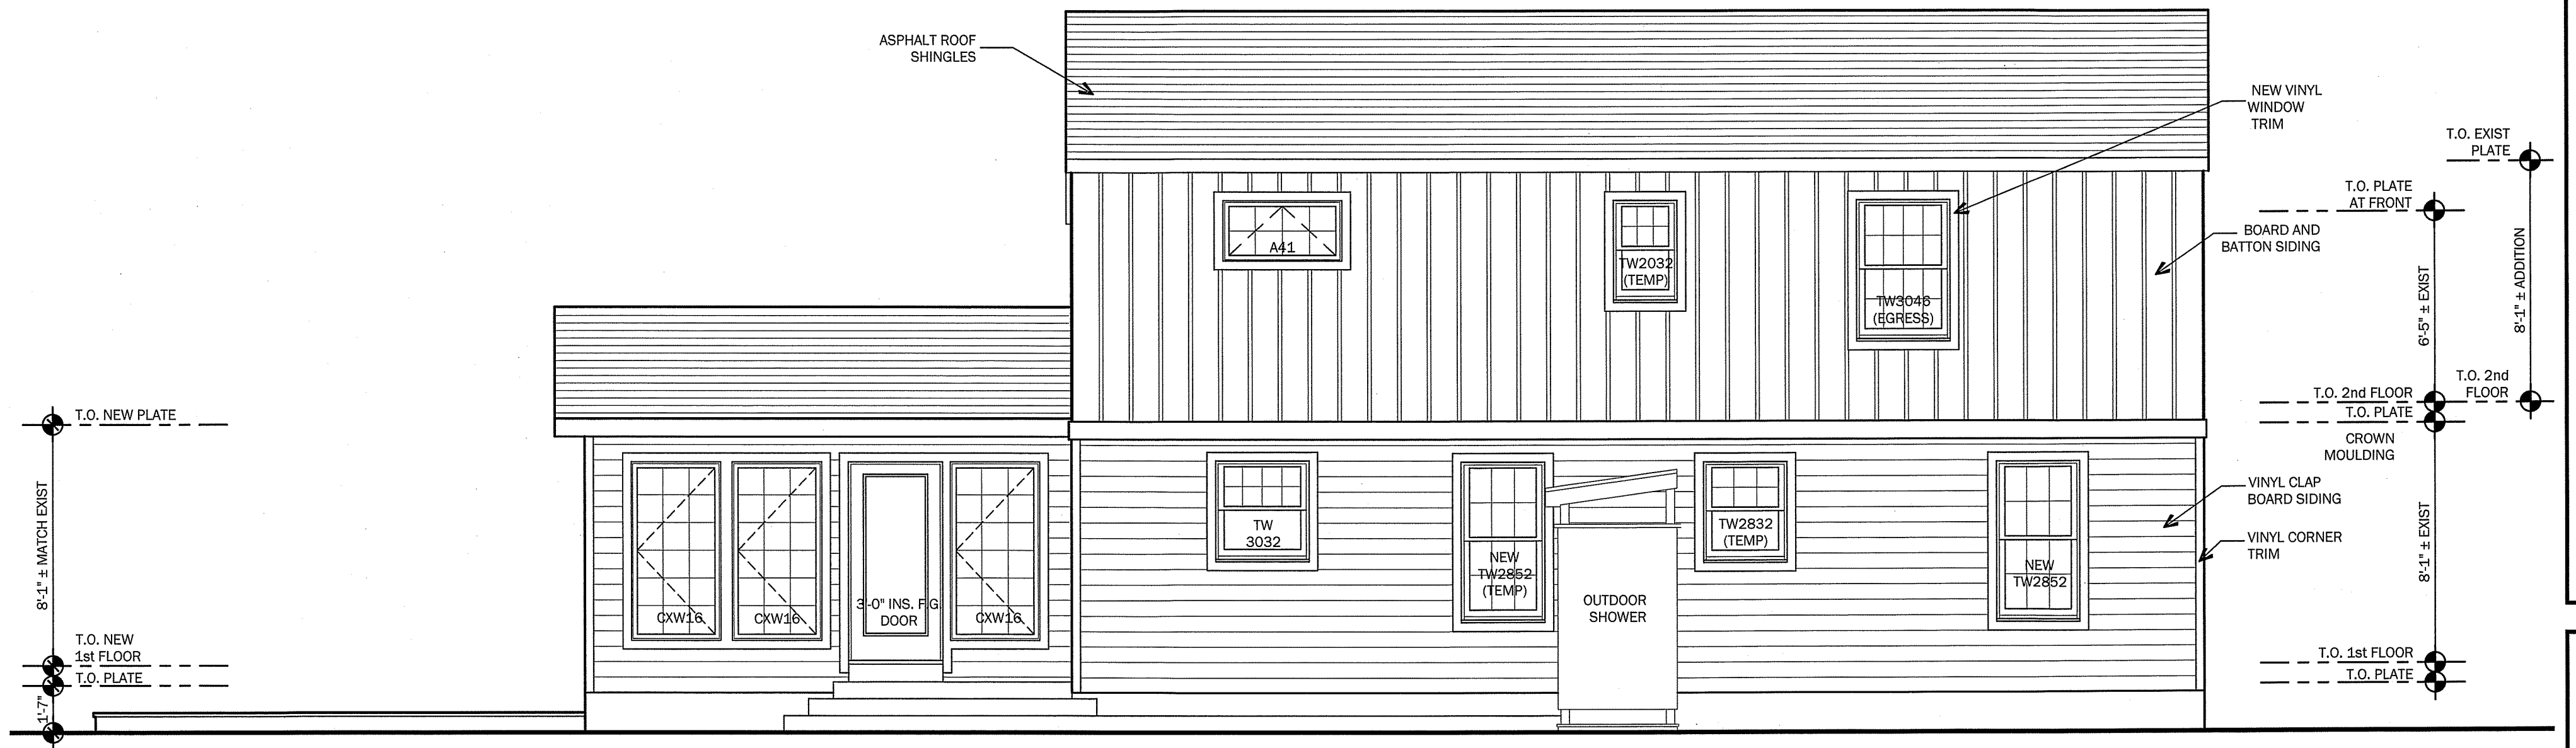 ASPHALT ROOF
SHINGLES
NEW VINYL
WINDOW
TRIM
T.O. EXIST
PLATE
T.O. PLATE
AT FRONT
BOARD AND
BATTON SIDING
8'-1" ± ADDITION
6'-5" ± EXIST
A41
TW2032
(TEMP)
TW3046
(EGRESS)
T.O. 2nd
FLOOR
T.O. 2nd FLOOR
T.O. PLATE
CROWN
MOULDING
T.O. NEW PLATE
8'-1" ± MATCH EXIST
VINYL CLAP
BOARD SIDING
VINYL CORNER
TRIM
8'-1" ± EXIST
TW
3032
NEW
TW2852
(TEMP)
TW2832
(TEMP)
NEW
TW2852
OUTDOOR
SHOWER
CXW16
CXW16
3'-0" INS. F.G.
DOOR
CXW16
T.O. NEW
1st FLOOR
T.O. PLATE
1'-7"
T.O. 1st FLOOR
T.O. PLATE